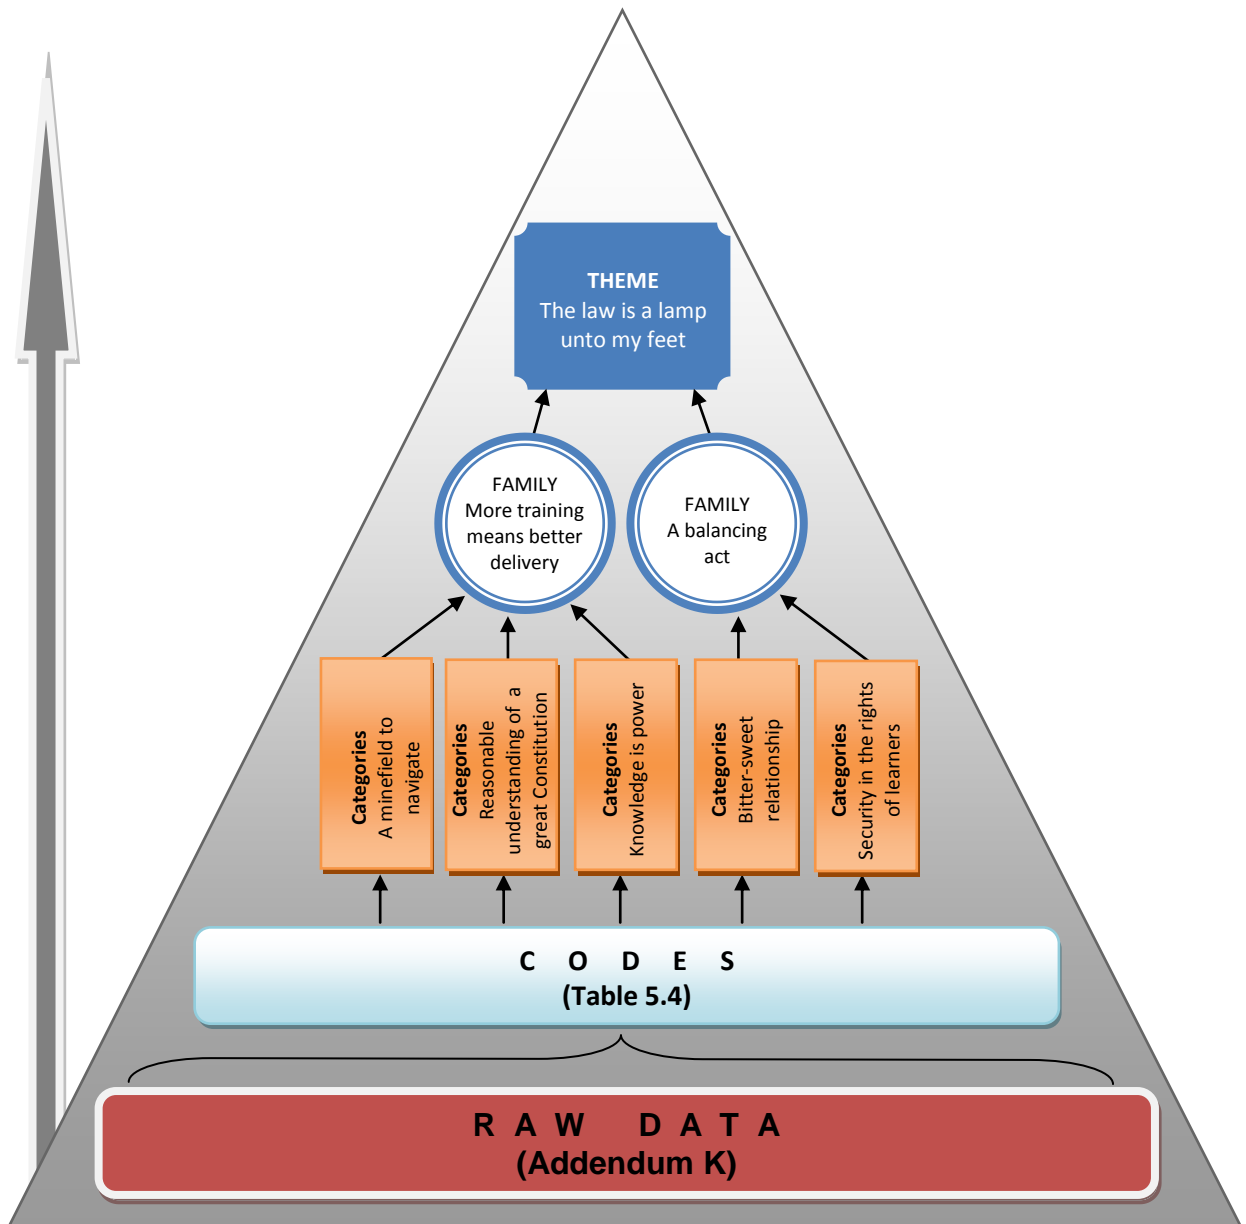 THEME
The law is a lamp
unto my feet
FAMILY
More training
means better
delivery
FAMILY
A balancing
act
Categories
A minefield to
navigate
Categories
Reasonable
understanding of a
great Constitution
Categories
Knowledge is power
Categories
Bitter-sweet
relationship
Categories
Security in the rights
of learners
C O D E S
(Table 5.4)
R A W D A T A
(Addendum K)